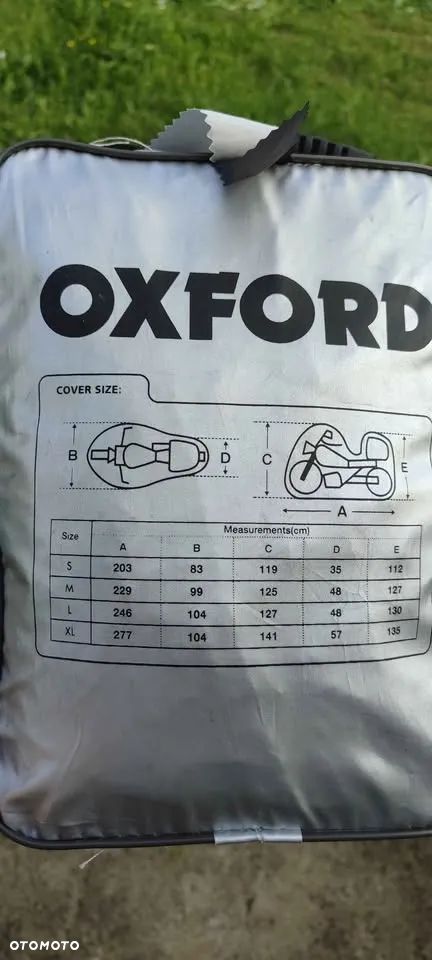 OXFORD
COVER SIZE:
B D C E
A
Size Measurements(cm)
A B C D E
S 203 83 119 35 112
M 229 99 125 48 127
L 246 104 127 48 130
XL 277 104 141 57 135
OTOMOTO